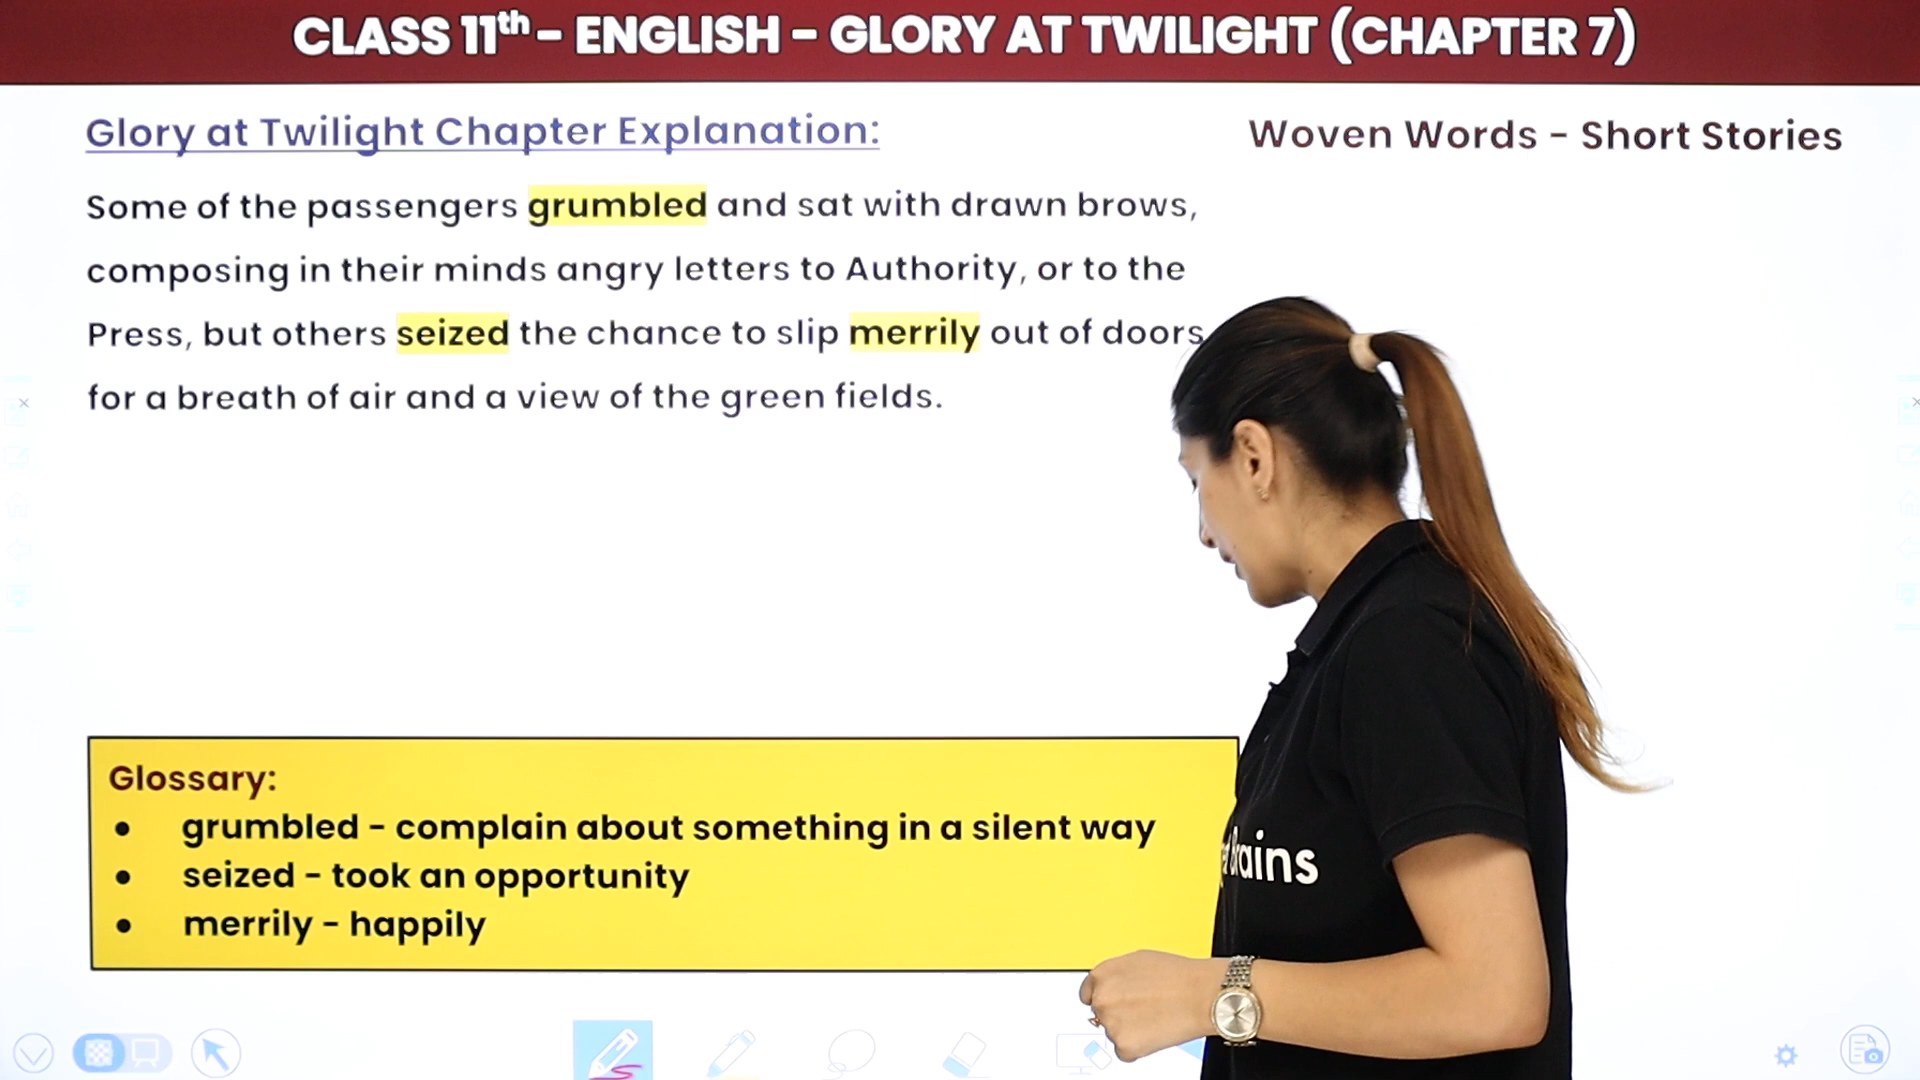 CLASS 11th - ENGLISH - GLORY AT TWILIGHT (CHAPTER 7)
Glory at Twilight Chapter Explanation:
Woven Words - Short Stories
Some of the passengers grumbled and sat with drawn brows,
composing in their minds angry letters to Authority, or to the
Press, but others seized the chance to slip merrily out of doors
for a breath of air and a view of the green fields.
Glossary:
● grumbled - complain about something in a silent way
● seized - took an opportunity
● merrily - happily